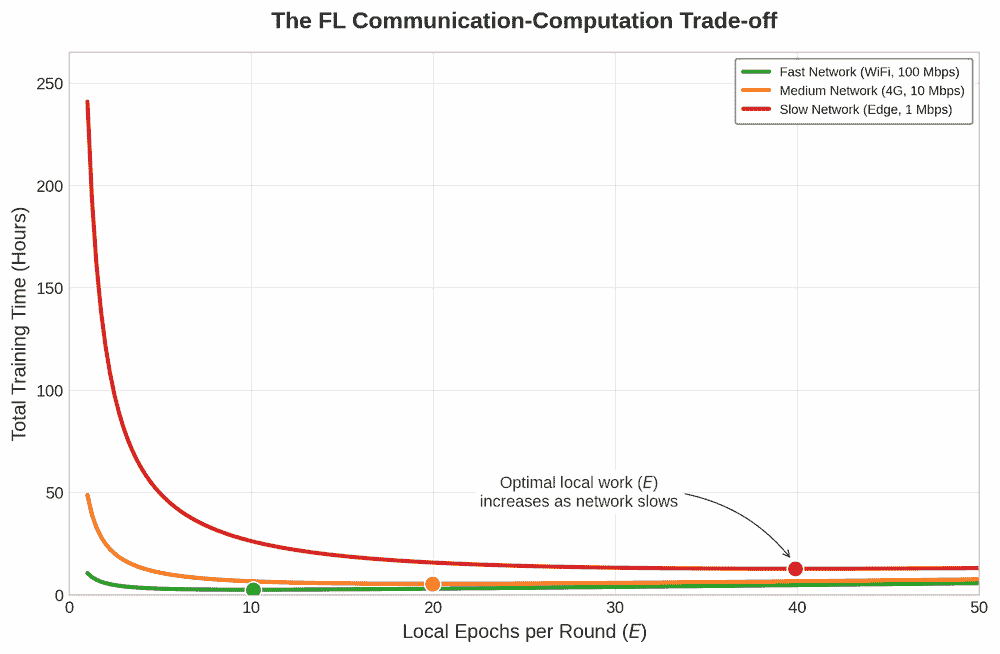 The FL Communication-Computation Trade-off
Fast Network (WiFi, 100 Mbps)
Medium Network (4G, 10 Mbps)
Slow Network (Edge, 1 Mbps)
Total Training Time (Hours)
250
200
150
100
50
0
Optimal local work (E)
increases as network slows
0 10 20 30 40 50
Local Epochs per Round (E)